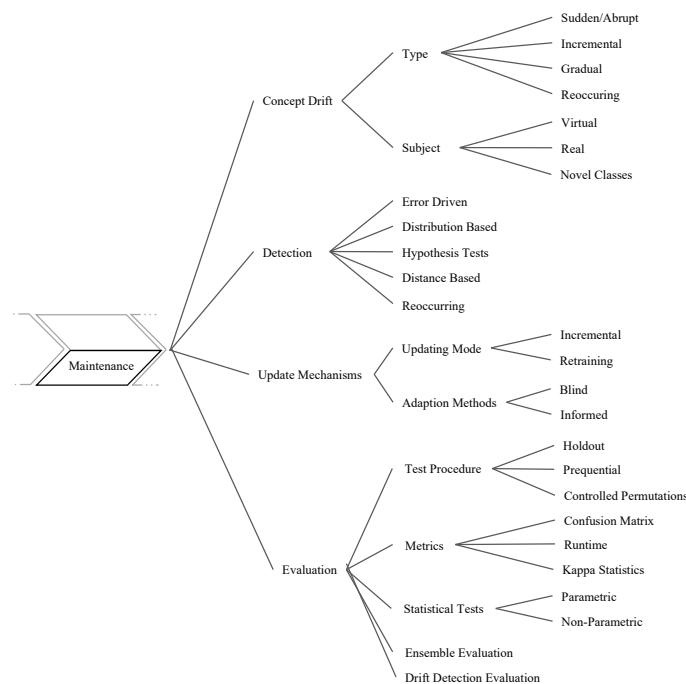 Maintenance
Concept Drift
Type
Sudden/Abrupt
Incremental
Gradual
Reoccuring
Subject
Virtual
Real
Novel Classes
Detection
Error Driven
Distribution Based
Hypothesis Tests
Distance Based
Reoccurring
Update Mechanisms
Updating Mode
Incremental
Retraining
Adaption Methods
Blind
Informed
Evaluation
Test Procedure
Holdout
Prequential
Controlled Permutations
Metrics
Confusion Matrix
Runtime
Kappa Statistics
Statistical Tests
Parametric
Non-Parametric
Ensemble Evaluation
Drift Detection Evaluation